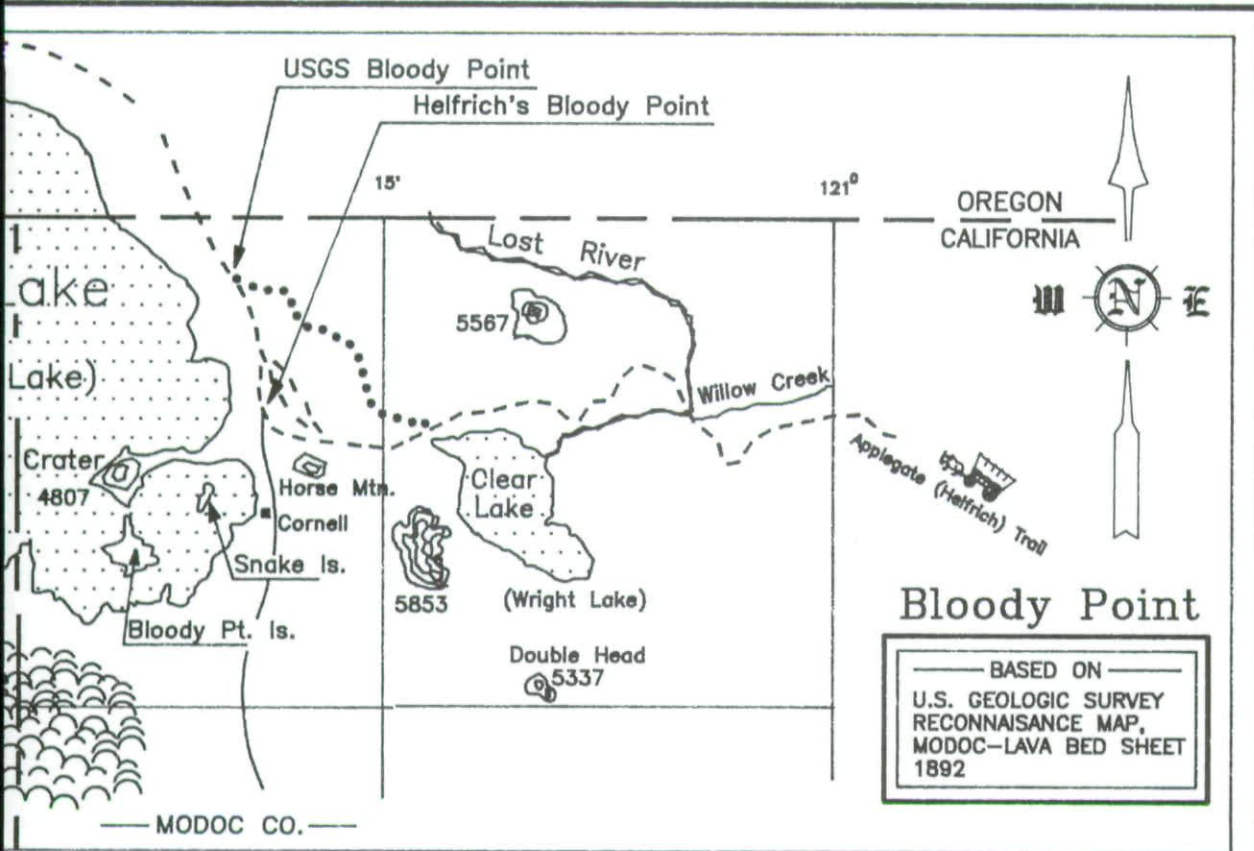 USGS Bloody Point
Helfrich's Bloody Point
15'
121⁰
OREGON
CALIFORNIA
Lost River
ake
5567
W N E
Lake)
Willow Creek
Crater
4807
Horse Mtn.
Clear
Lake
Applegate (Helfrich) Trail
Cornell
Snake Is.
5853
(Wright Lake)
Bloody Pt. Is.
Bloody Point
Double Head
5337
BASED ON
U.S. GEOLOGIC SURVEY
RECONNAISANCE MAP,
MODOC-LAVA BED SHEET
1892
MODOC CO.